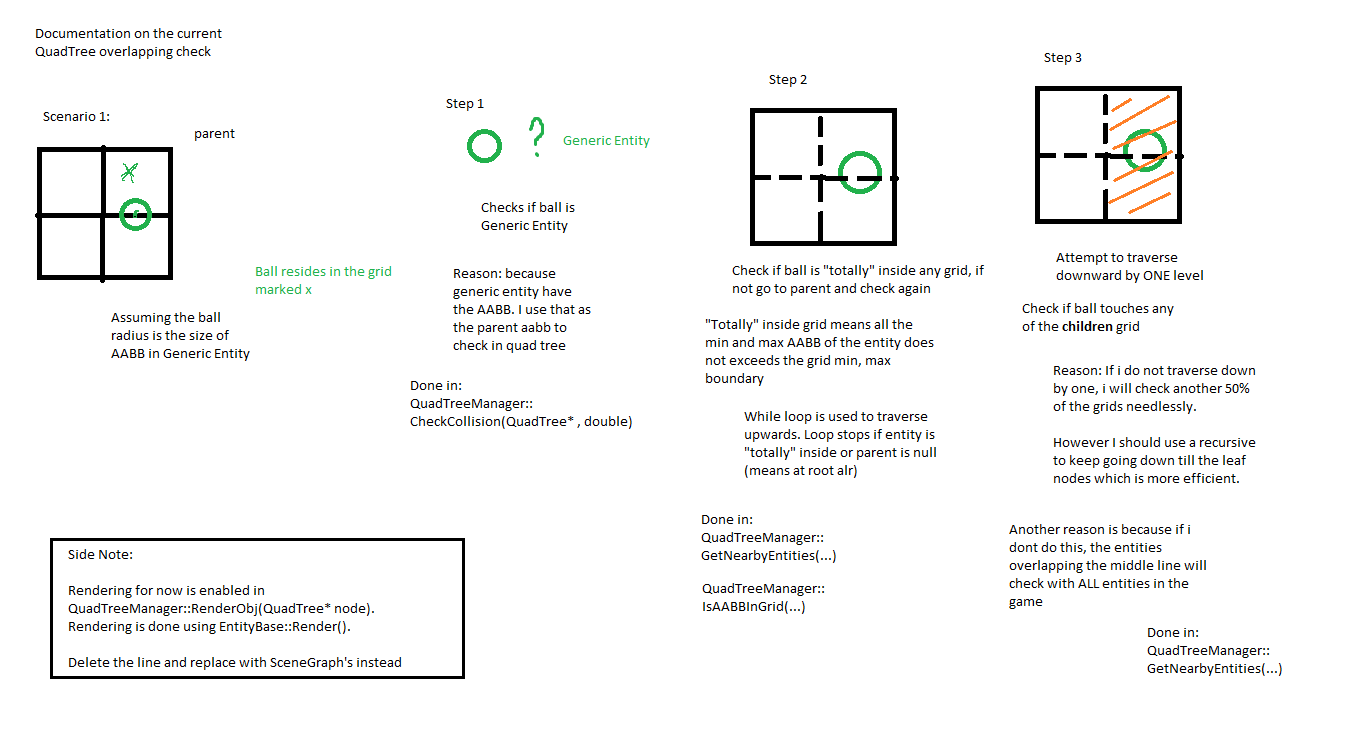 Documentation on the current
QuadTree overlapping check
Scenario 1:
parent
x
Ball resides in the grid
marked x
Assuming the ball
radius is the size of
AABB in Generic Entity
Step 1
?
Generic Entity
Checks if ball is
Generic Entity
Reason: because
generic entity have
the AABB. I use that as
the parent aabb to
check in quad tree
Done in:
QuadTreeManager::
CheckCollision(QuadTree* , double)
Step 2
Check if ball is "totally" inside any grid, if
not go to parent and check again
"Totally" inside grid means all the
min and max AABB of the entity does
not exceeds the grid min, max
boundary
While loop is used to traverse
upwards. Loop stops if entity is
"totally" inside or parent is null
(means at root alr)
Done in:
QuadTreeManager::
GetNearbyEntities(...)
QuadTreeManager::
IsAABBInGrid(...)
Step 3
Attempt to traverse
downward by ONE level
Check if ball touches any
of the children grid
Reason: If i do not traverse down
by one, i will check another 50%
of the grids needlessly.
However I should use a recursive
to keep going down till the leaf
nodes which is more efficient.
Another reason is because if i
dont do this, the entities
overlapping the middle line will
check with ALL entities in the
game
Done in:
QuadTreeManager::
GetNearbyEntities(...)
Side Note:
Rendering for now is enabled in
QuadTreeManager::RenderObj(QuadTree* node).
Rendering is done using EntityBase::Render().
Delete the line and replace with SceneGraph's instead